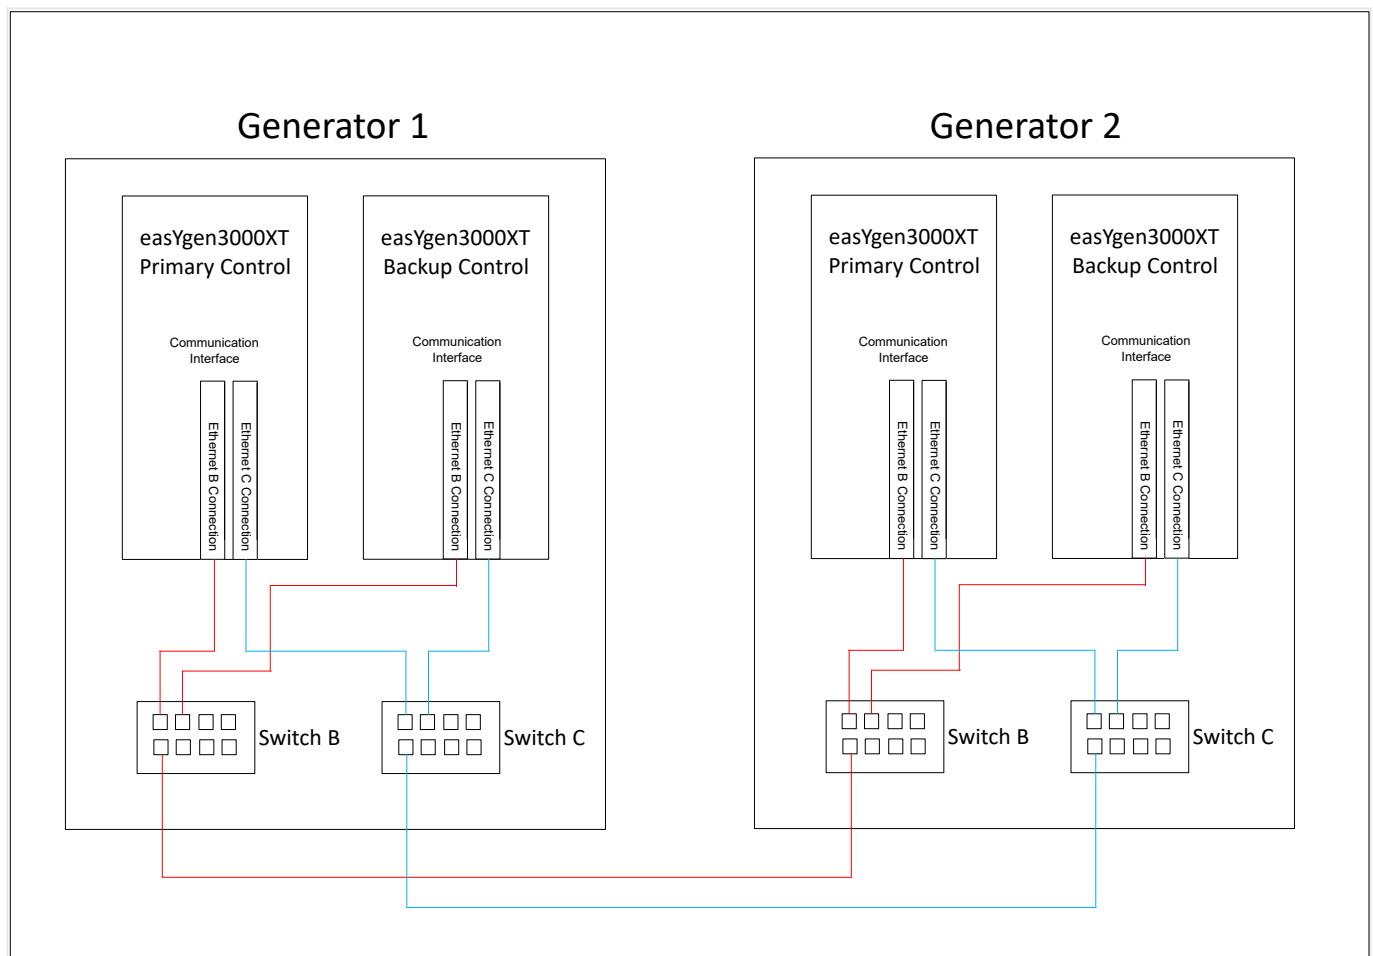 Generator 1
Generator 2
easYgen3000XT
Primary Control
easYgen3000XT
Backup Control
easYgen3000XT
Primary Control
easYgen3000XT
Backup Control
Communication
Interface
Communication
Interface
Communication
Interface
Communication
Interface
Ethernet B Connection
Ethernet C Connection
Ethernet B Connection
Ethernet C Connection
Ethernet B Connection
Ethernet C Connection
Ethernet B Connection
Ethernet C Connection
Switch B
Switch C
Switch B
Switch C